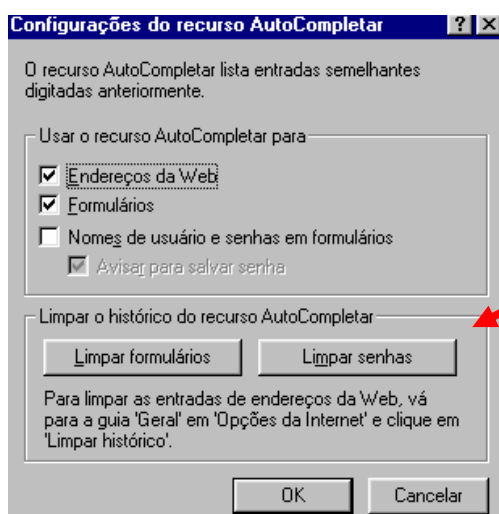 Configurações do recurso AutoCompletar
O recurso AutoCompletar lista entradas semelhantes
digitadas anteriormente.
Usar o recurso AutoCompletar para
Endereços da Web
Formulários
Nomes de usuário e senhas em formulários
Avisar para salvar senha
Limpar o histórico do recurso AutoCompletar
Limpar formulários
Limpar senhas
Para limpar as entradas de endereços da Web, vá
para a guia 'Geral' em 'Opções da Internet' e clique em
'Limpar histórico'.
OK
Cancelar